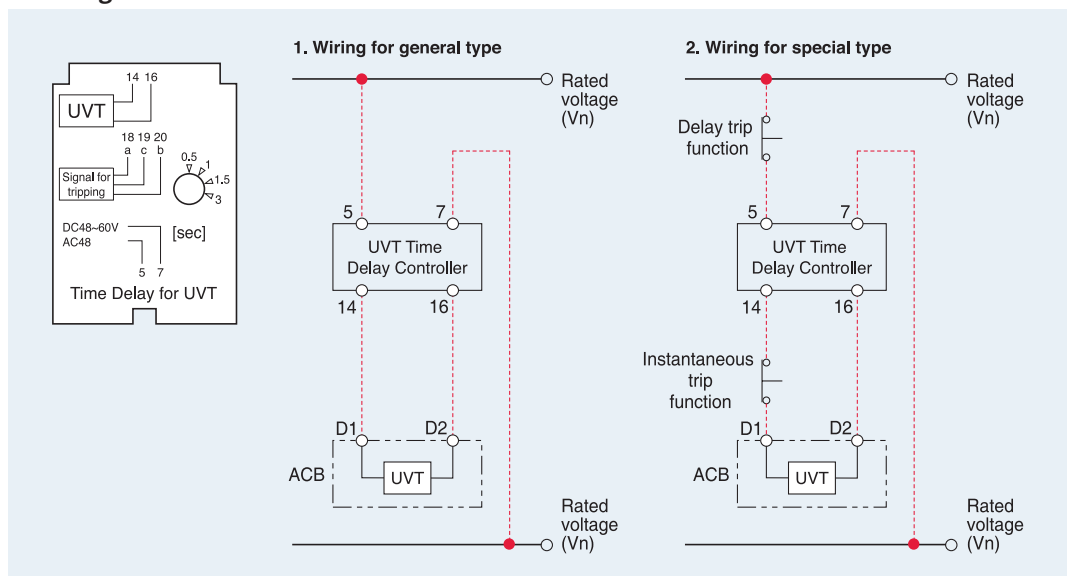 14 16
UVT
18 19 20
a c b
Signal for
tripping
0.5
1
1.5
3
DC48~60V
AC48
[sec]
5 7
Time Delay for UVT
1. Wiring for general type
Rated
voltage
(Vn)
5 7
UVT Time
Delay Controller
14 16
D1 D2
ACB
UVT
Rated
voltage
(Vn)
2. Wiring for special type
Rated
voltage
(Vn)
Delay trip
function
5 7
UVT Time
Delay Controller
14 16
Instantaneous
trip
function
D1 D2
ACB
UVT
Rated
voltage
(Vn)